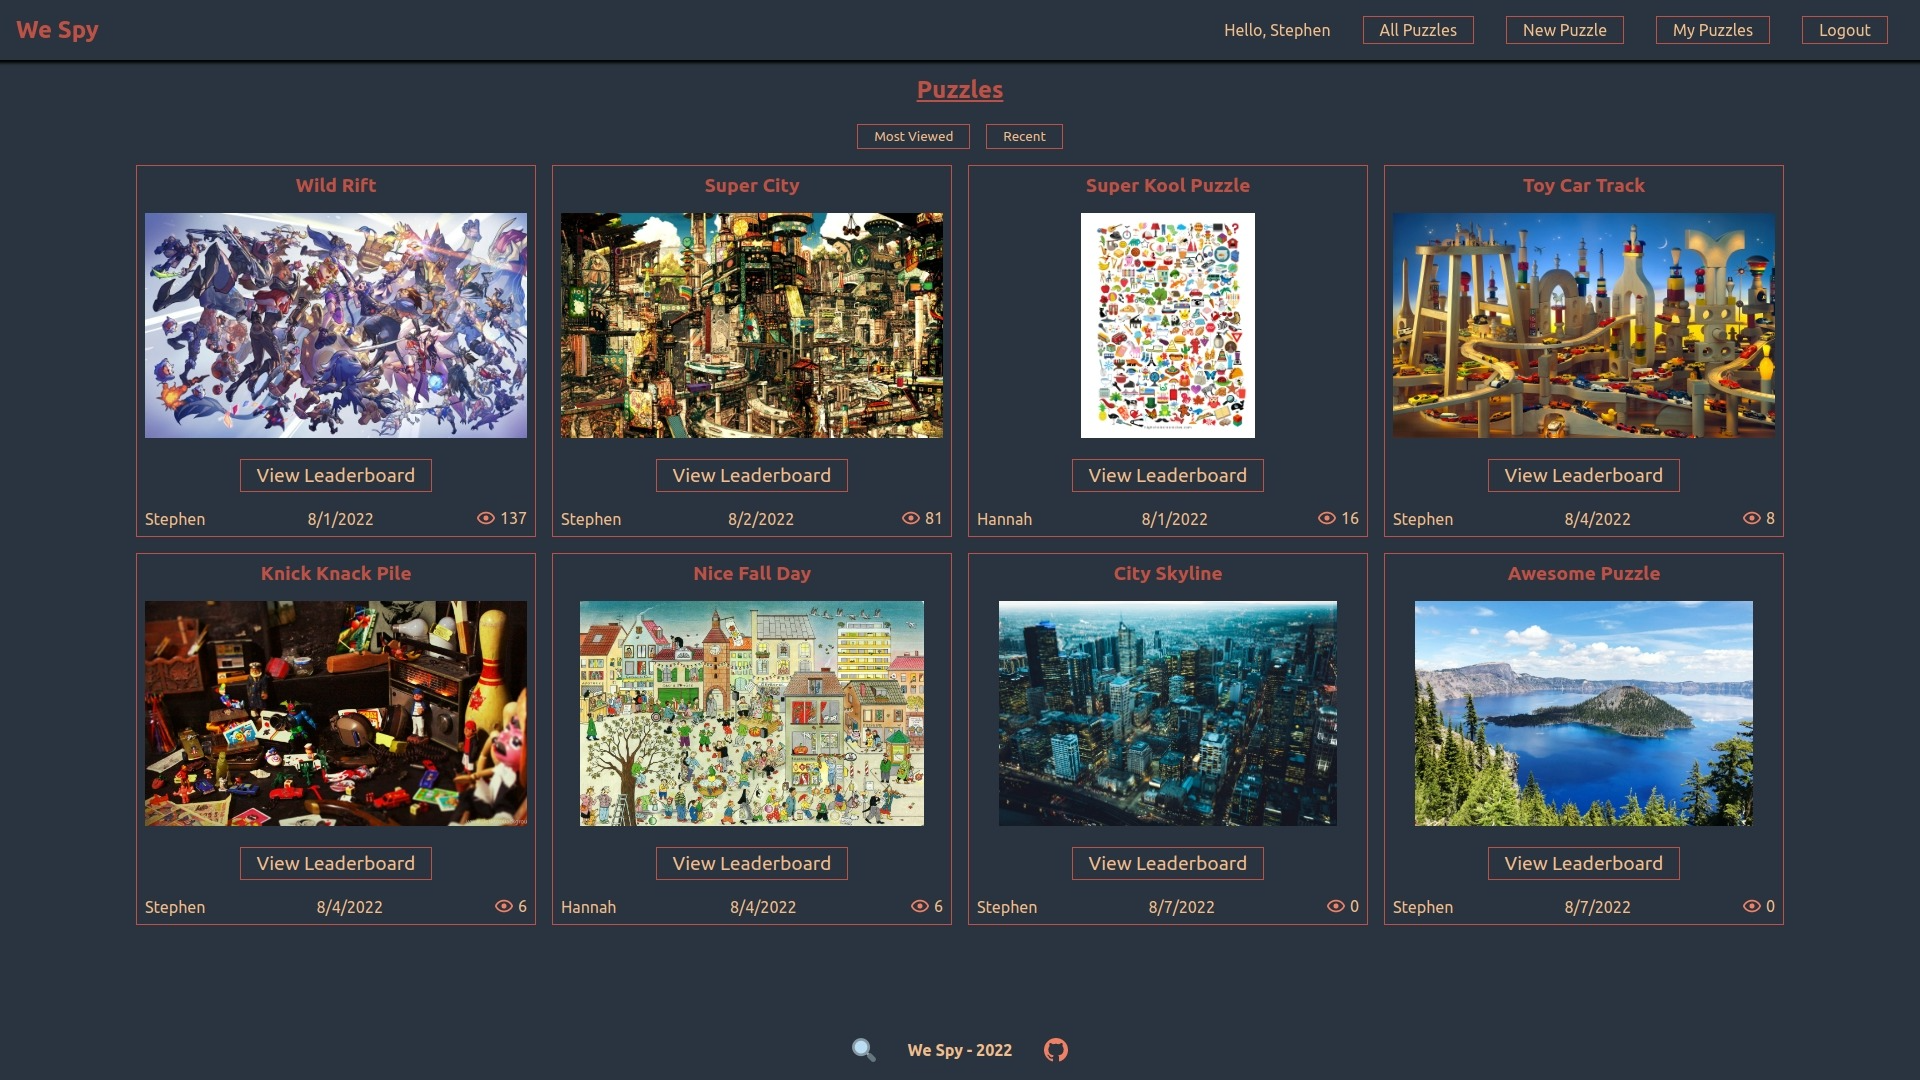 We Spy
Hello, Stephen All Puzzles New Puzzle My Puzzles Logout
Puzzles
Most Viewed Recent
Wild Rift
View Leaderboard
Stephen 8/1/2022 137
Super City
View Leaderboard
Stephen 8/2/2022 81
Super Kool Puzzle
View Leaderboard
Hannah 8/1/2022 16
Toy Car Track
View Leaderboard
Stephen 8/4/2022 8
Knick Knack Pile
View Leaderboard
Stephen 8/4/2022 6
Nice Fall Day
View Leaderboard
Hannah 8/4/2022 6
City Skyline
View Leaderboard
Stephen 8/7/2022 0
Awesome Puzzle
View Leaderboard
Stephen 8/7/2022 0
We Spy - 2022